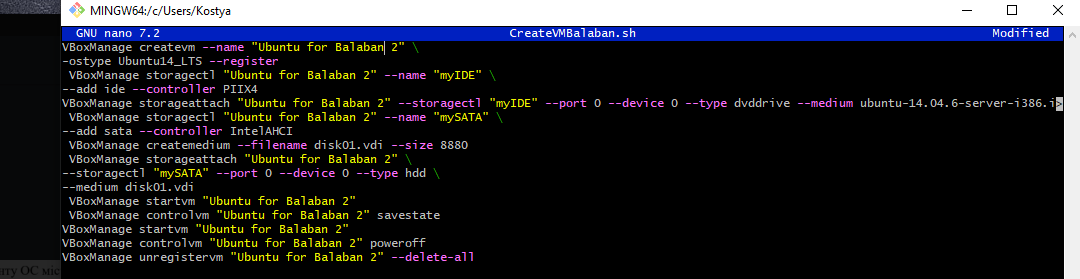 MINGW64:/c/Users/Kostya
GNU nano 7.2 CreateVMBalaban.sh Modified
VBoxManage createvm --name "Ubuntu for Balaban 2" \
-ostype Ubuntu14_LTS --register
VBoxManage storagectl "Ubuntu for Balaban 2" --name "myIDE" \
--add ide --controller PIIX4
VBoxManage storageattach "Ubuntu for Balaban 2" --storagectl "myIDE" --port 0 --device 0 --type dvddrive --medium ubuntu-14.04.6-server-i386.i>
VBoxManage storagectl "Ubuntu for Balaban 2" --name "mySATA" \
--add sata --controller IntelAHCI
VBoxManage createmedium --filename disk01.vdi --size 8880
VBoxManage storageattach "Ubuntu for Balaban 2" \
--storagectl "mySATA" --port 0 --device 0 --type hdd \
--medium disk01.vdi
VBoxManage startvm "Ubuntu for Balaban 2"
VBoxManage controlvm "Ubuntu for Balaban 2" savestate
VBoxManage startvm "Ubuntu for Balaban 2"
VBoxManage controlvm "Ubuntu for Balaban 2" poweroff
VBoxManage unregistervm "Ubuntu for Balaban 2" --delete-all
ОС міс